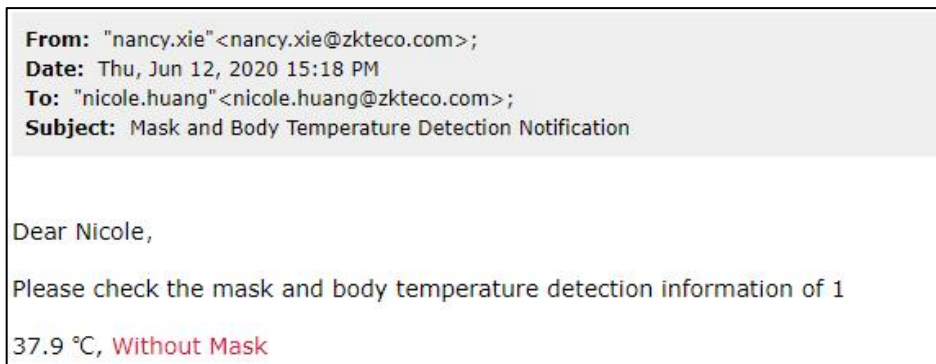 From: "nancy.xie"<nancy.xie@zkteco.com>;
Date: Thu, Jun 12, 2020 15:18 PM
To: "nicole.huang"<nicole.huang@zkteco.com>;
Subject: Mask and Body Temperature Detection Notification
Dear Nicole,
Please check the mask and body temperature detection information of 1
37.9 ℃, Without Mask